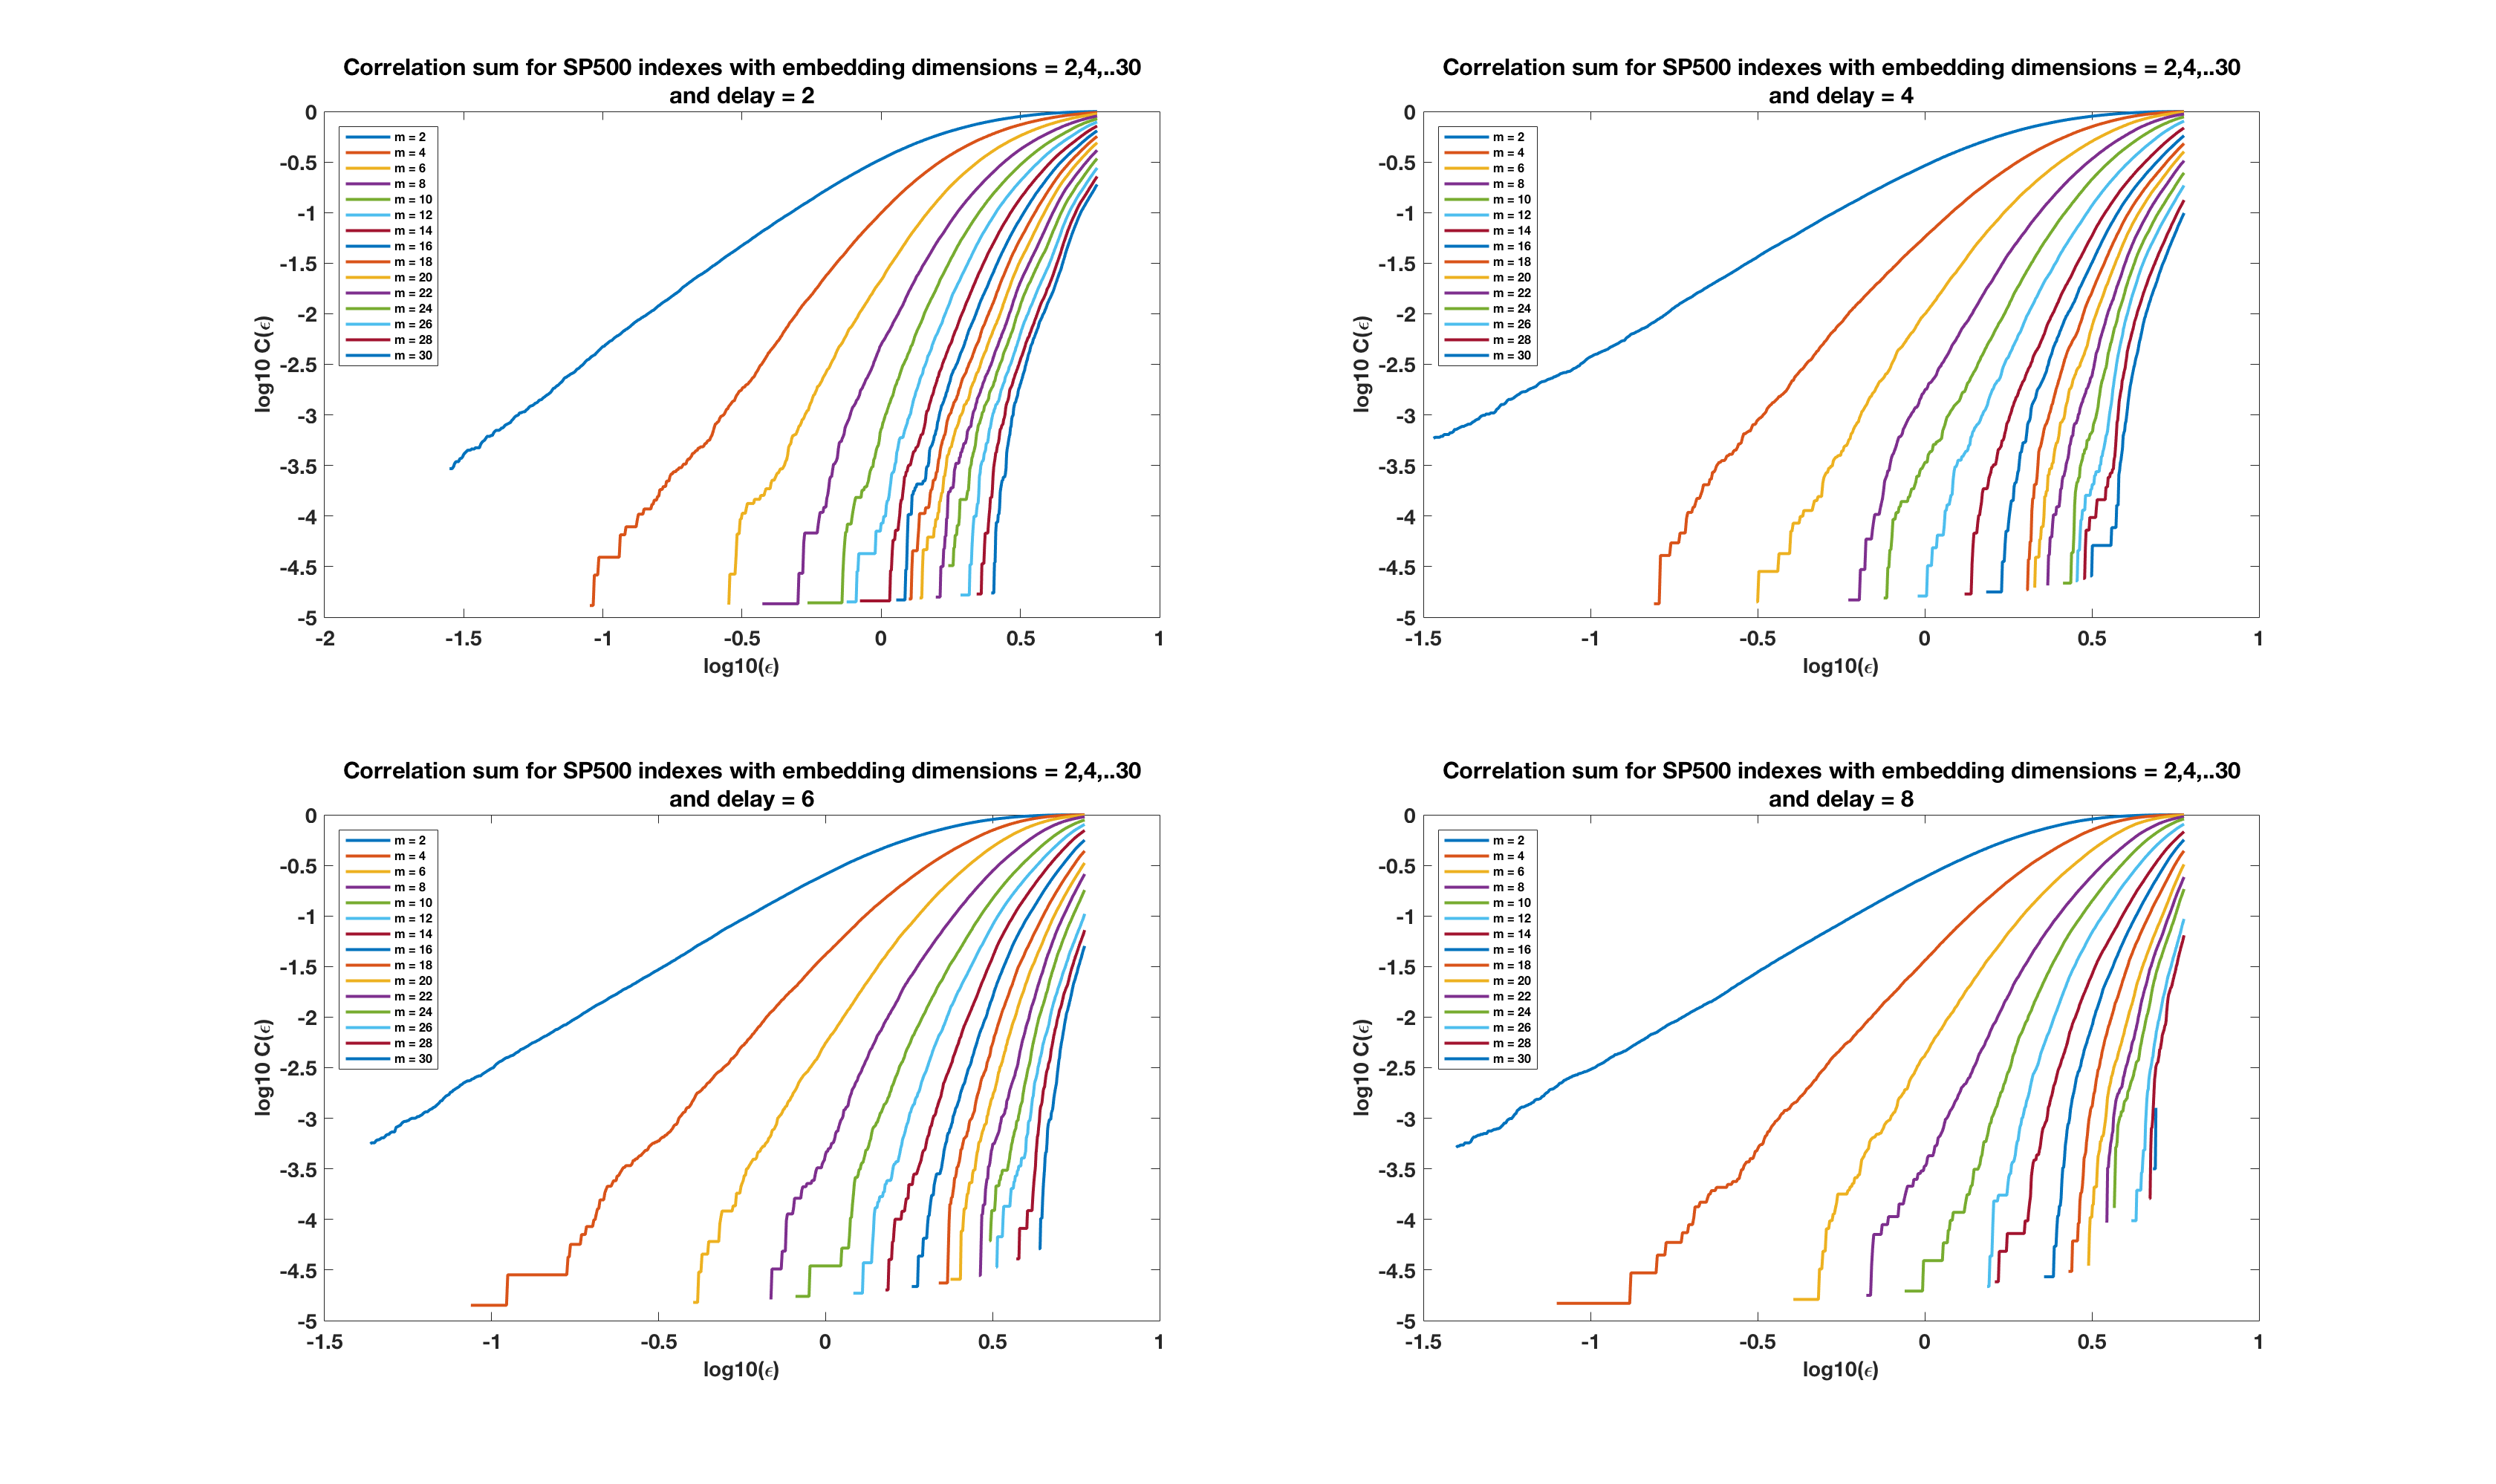 Correlation sum for SP500 indexes with embedding dimensions = 2,4,..30
and delay = 2
0
-0.5
-1
-1.5
-2
-2.5
-3
-3.5
-4
-4.5
-5
log10 C(ϵ)
m = 2
m = 4
m = 6
m = 8
m = 10
m = 12
m = 14
m = 16
m = 18
m = 20
m = 22
m = 24
m = 26
m = 28
m = 30
-2 -1.5 -1 -0.5 0 0.5 1
log10(ϵ)
Correlation sum for SP500 indexes with embedding dimensions = 2,4,..30
and delay = 4
0
-0.5
-1
-1.5
-2
-2.5
-3
-3.5
-4
-4.5
-5
log10 C(ϵ)
m = 2
m = 4
m = 6
m = 8
m = 10
m = 12
m = 14
m = 16
m = 18
m = 20
m = 22
m = 24
m = 26
m = 28
m = 30
-1.5 -1 -0.5 0 0.5 1
log10(ϵ)
Correlation sum for SP500 indexes with embedding dimensions = 2,4,..30
and delay = 6
0
-0.5
-1
-1.5
-2
-2.5
-3
-3.5
-4
-4.5
-5
log10 C(ϵ)
m = 2
m = 4
m = 6
m = 8
m = 10
m = 12
m = 14
m = 16
m = 18
m = 20
m = 22
m = 24
m = 26
m = 28
m = 30
-1.5 -1 -0.5 0 0.5 1
log10(ϵ)
Correlation sum for SP500 indexes with embedding dimensions = 2,4,..30
and delay = 8
0
-0.5
-1
-1.5
-2
-2.5
-3
-3.5
-4
-4.5
-5
log10 C(ϵ)
m = 2
m = 4
m = 6
m = 8
m = 10
m = 12
m = 14
m = 16
m = 18
m = 20
m = 22
m = 24
m = 26
m = 28
m = 30
-1.5 -1 -0.5 0 0.5 1
log10(ϵ)